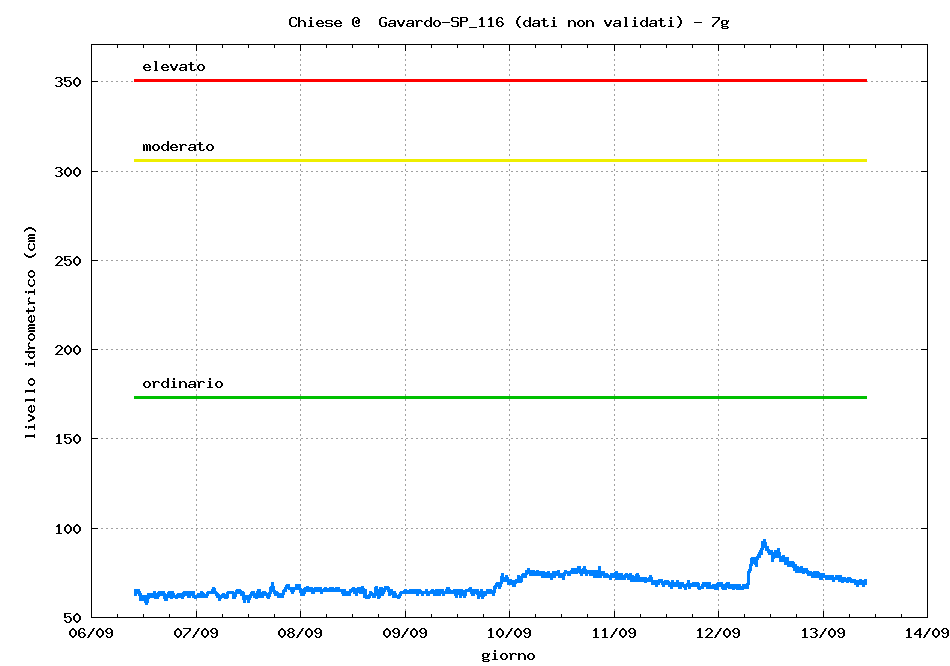 Chiese @  Gavardo-SP_116 (dati non validati) - 7g
elevato
350
moderato
300
250
livello idrometrico (cm)
200
ordinario
150
100
50
06/09 07/09 08/09 09/09 10/09 11/09 12/09 13/09 14/09
giorno